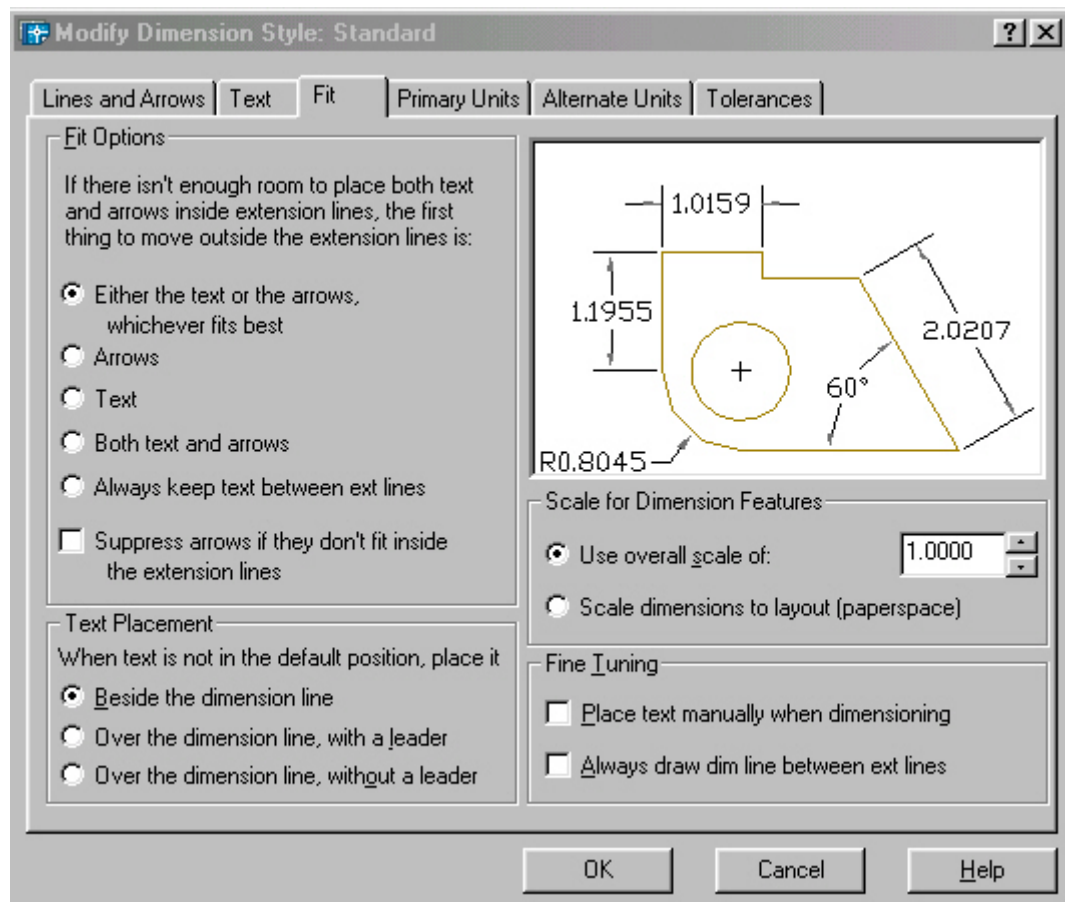 Modify Dimension Style: Standard
Lines and Arrows Text Fit Primary Units Alternate Units Tolerances
Fit Options
If there isn't enough room to place both text
and arrows inside extension lines, the first
thing to move outside the extension lines is:
Either the text or the arrows,
whichever fits best
Arrows
Text
Both text and arrows
Always keep text between ext lines
Suppress arrows if they don't fit inside
the extension lines
Text Placement
When text is not in the default position, place it
Beside the dimension line
Over the dimension line, with a leader
Over the dimension line, without a leader
1.0159
1.1955
2.0207
60°
R0.8045
Scale for Dimension Features
Use overall scale of: 1.0000
Scale dimensions to layout (paperspace)
Fine Tuning
Place text manually when dimensioning
Always draw dim line between ext lines
OK Cancel Help